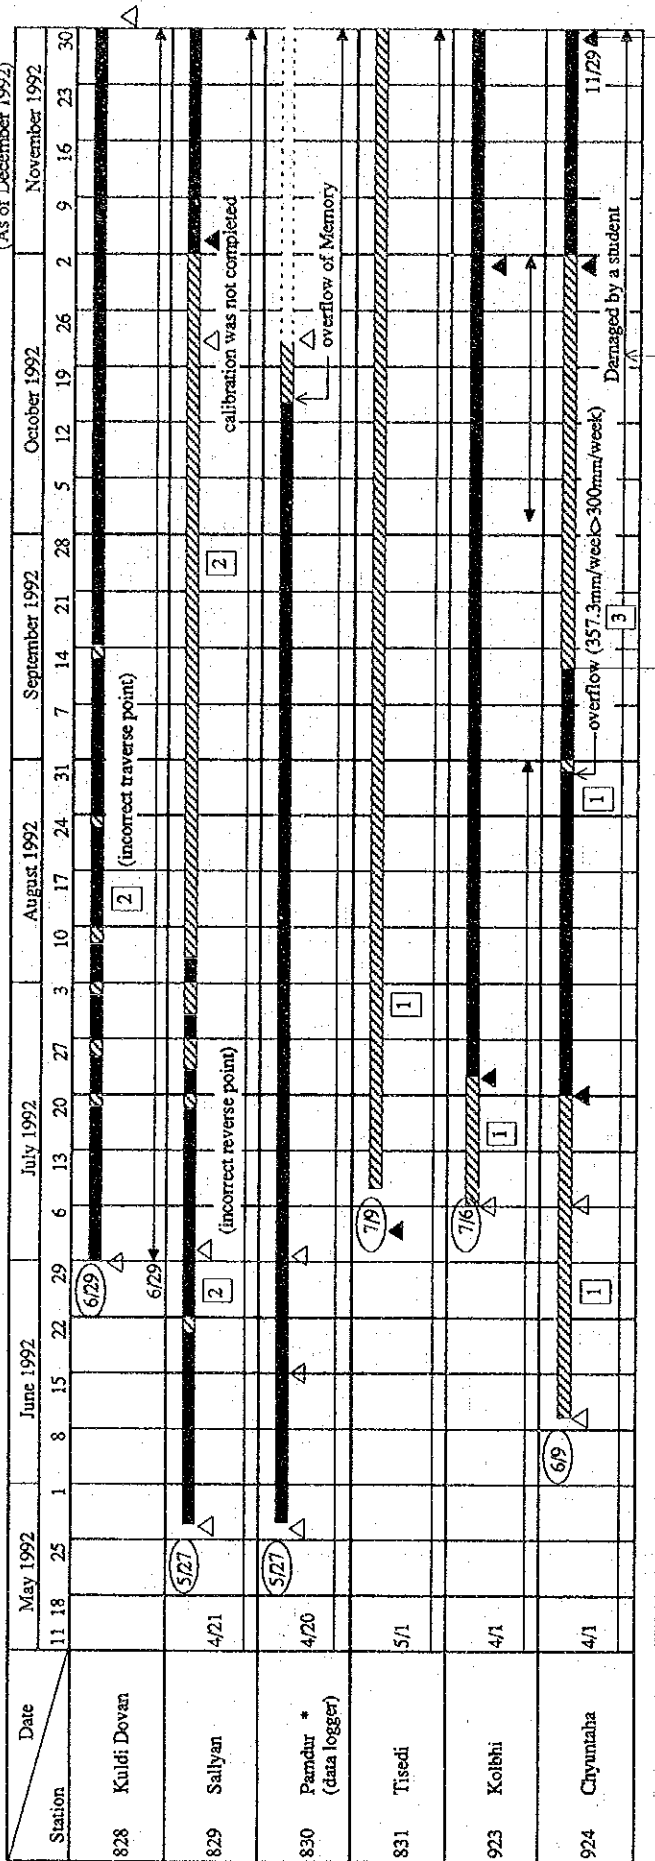 (As of December 1992)
Date May 1992 June 1992 July 1992 August 1992 September 1992 October 1992 November 1992
Station 11 18 25 1 8 15 22 29 6 13 20 27 3 10 17 24 31 7 14 21 28 5 12 19 26 2 9 16 23 30
828 Kuldi Dovan
6/29
2 (incorrect traverse point)
6/29
829 Sallyan
5/27
4/21
2 (incorrect reverse point)
2
calibration was not completed
830 Pamdur *
(data logger)
5/27
4/20
overflow of Memory
831 Tisedi
7/9
5/1
1
923 Kolbhi
7/6
4/1
1
924 Chyuntaha
6/9
4/1
1
1
overflow (357.3mm/week>300mm/week)
3
Damaged by a student
11/29